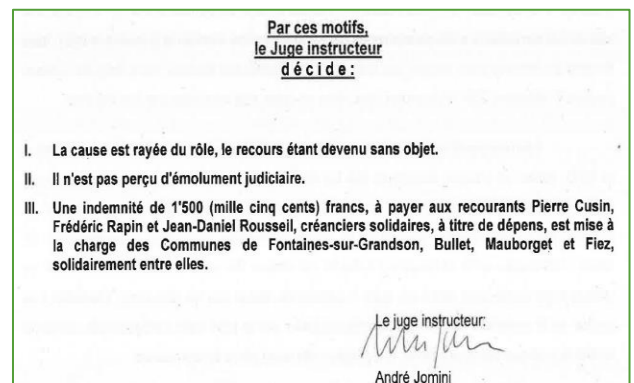 Par ces motifs,
le Juge instructeur
d é c i d e :
I. La cause est rayée du rôle, le recours étant devenu sans objet.
II. Il n'est pas perçu d'émolument judiciaire.
III. Une indemnité de 1'500 (mille cinq cents) francs, à payer aux recourants Pierre Cusin,
Frédéric Rapin et Jean-Daniel Rousseil, créanciers solidaires, à titre de dépens, est mise à
la charge des Communes de Fontaines-sur-Grandson, Bullet, Mauborget et Fiez,
solidairement entre elles.
Le juge instructeur:
André Jomini